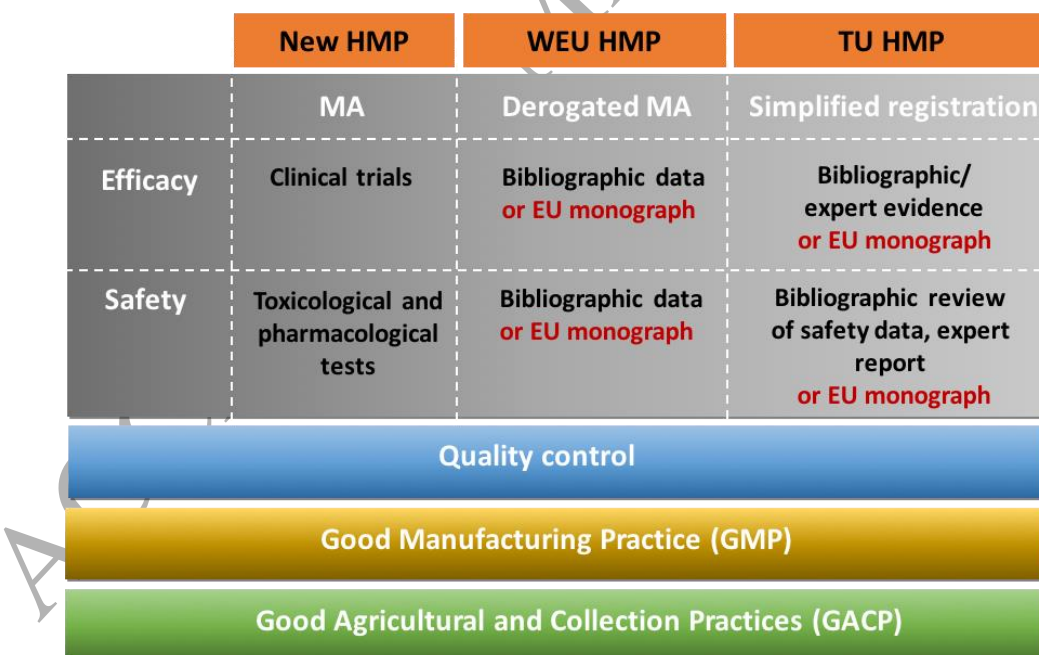 New HMP WEU HMP TU HMP
MA Derogated MA Simplified registration
Efficacy Clinical trials Bibliographic data Bibliographic/
or EU monograph expert evidence
or EU monograph
Safety Toxicological and Bibliographic data Bibliographic review
pharmacological or EU monograph of safety data, expert
tests report
or EU monograph
Quality control
Good Manufacturing Practice (GMP)
Good Agricultural and Collection Practices (GACP)